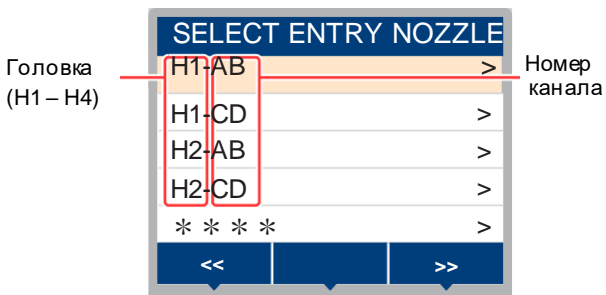 SELECT ENTRY NOZZLE
Головка
(H1 – H4)
H1-AB >
Номер
канала
H1-CD >
H2-AB >
H2-CD >
＊＊＊＊ >
<< >>